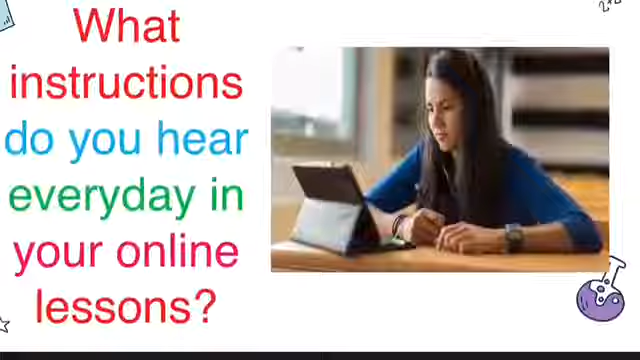 What
instructions
do you hear
everyday in
your online
lessons?